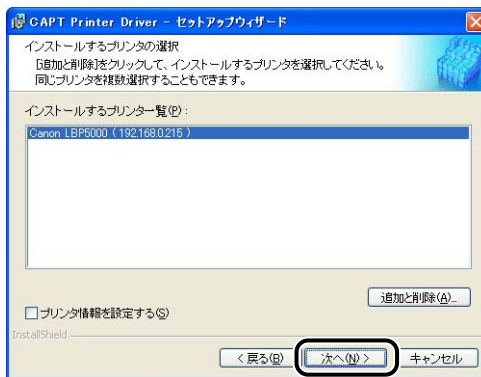 CAPT Printer Driver - セットアップウィザード
インストールするプリンタの選択
[追加と削除]をクリックして、インストールするプリンタを選択してください。
同じプリンタを複数選択することもできます。
インストールするプリンター覧(P):
Canon LBP5000 (192.168.0.215)
追加と削除(A)...
プリンタ情報を設定する(S)
InstallShield
< 戻る(B)
次へ(N) >
キャンセル